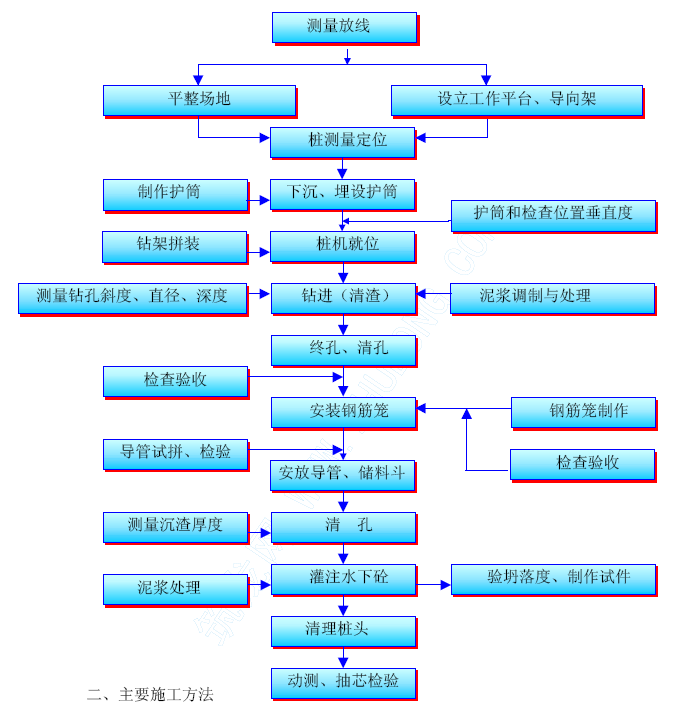 测量放线
平整场地
设立工作平台、导向架
桩测量定位
制作护筒
下沉、埋设护筒
护筒和检查位置垂直度
钻架拼装
桩机就位
测量钻孔斜度、直径、深度
钻进（清渣）
泥浆调制与处理
终孔、清孔
检查验收
安装钢筋笼
钢筋笼制作
导管试拼、检验
检查验收
安放导管、储料斗
测量沉渣厚度
清　孔
泥浆处理
灌注水下砼
验坍落度、制作试件
清理桩头
动测、抽芯检验
二、主要施工方法